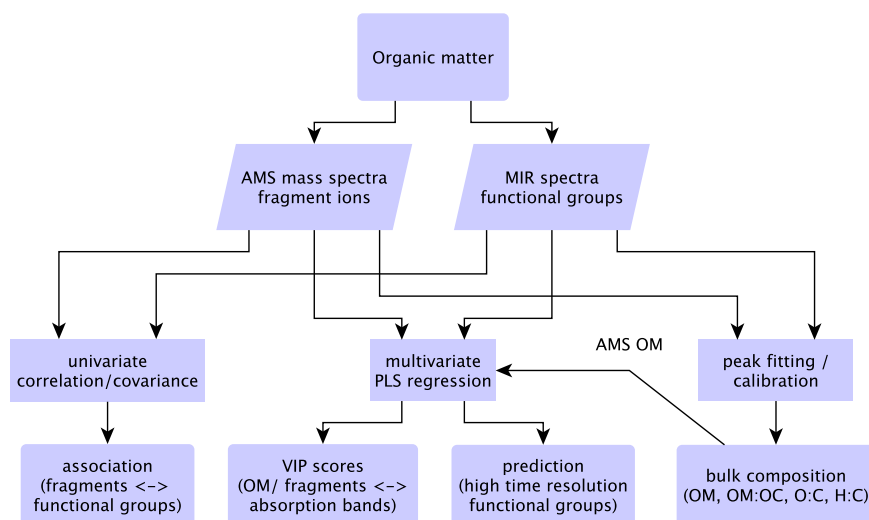 Organic matter
AMS mass spectra
fragment ions
MIR spectra
functional groups
AMS OM
univariate
correlation/covariance
multivariate
PLS regression
peak fitting /
calibration
association
(fragments <->
functional groups)
VIP scores
(OM/ fragments <->
absorption bands)
prediction
(high time resolution
functional groups)
bulk composition
(OM, OM:OC, O:C, H:C)